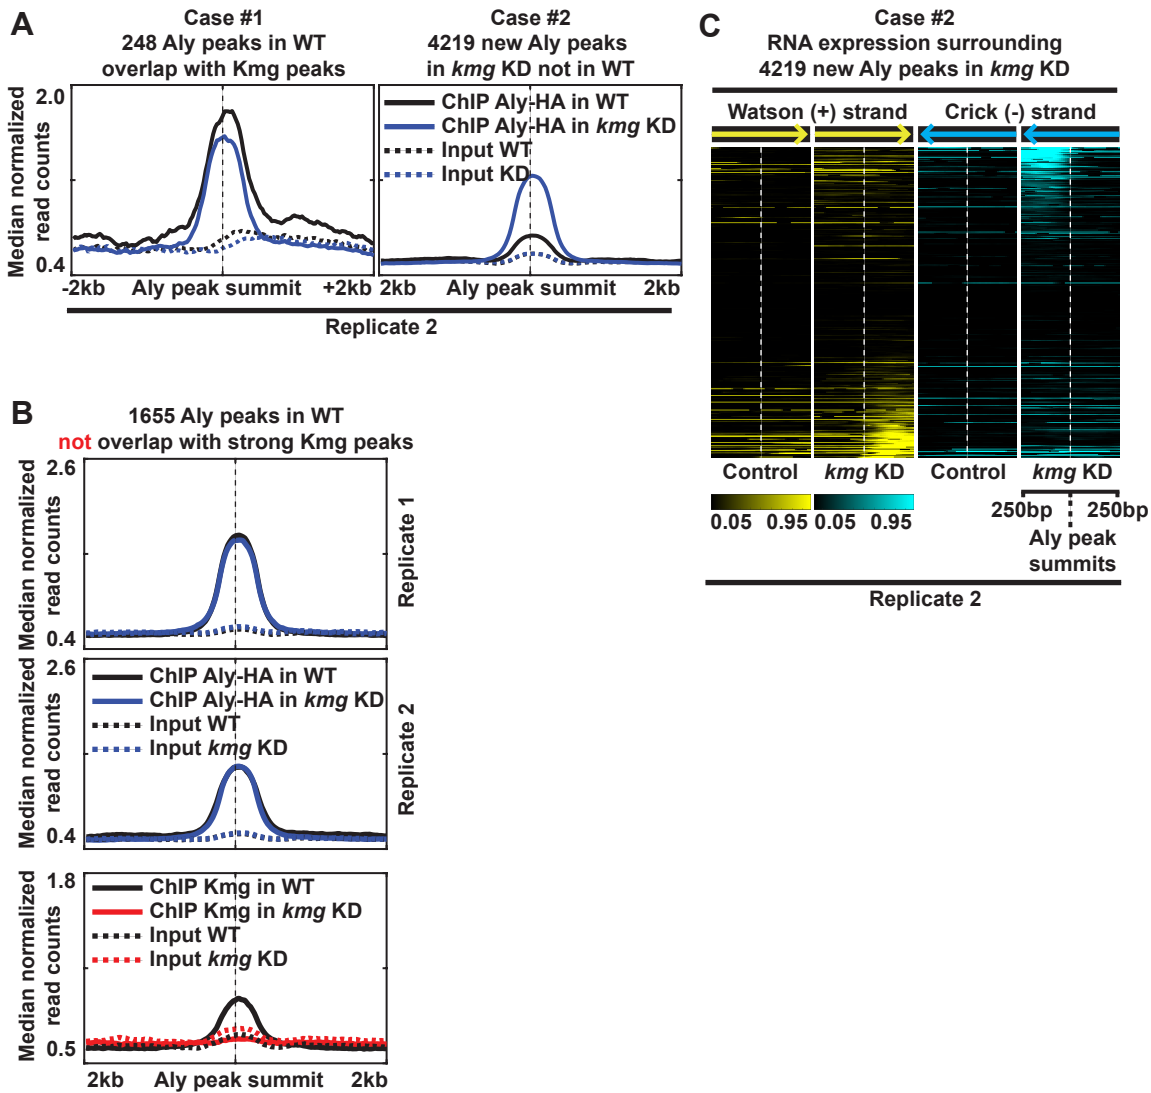 A
Case #1
248 Aly peaks in WT
overlap with Kmg peaks
Case #2
4219 new Aly peaks
in kmg KD not in WT
Median normalized
read counts
2.0
0.4
ChIP Aly-HA in WT
ChIP Aly-HA in kmg KD
Input WT
Input KD
-2kb
Aly peak summit
+2kb
2kb
Aly peak summit
2kb
Replicate 2
B
1655 Aly peaks in WT
not overlap with strong Kmg peaks
Median normalized
read counts
2.6
0.4
Replicate 1
Median normalized
read counts
2.6
0.4
ChIP Aly-HA in WT
ChIP Aly-HA in kmg KD
Input WT
Input kmg KD
Replicate 2
Median normalized
read counts
1.8
0.5
ChIP Kmg in WT
ChIP Kmg in kmg KD
Input WT
Input kmg KD
2kb
Aly peak summit
2kb
C
Case #2
RNA expression surrounding
4219 new Aly peaks in kmg KD
Watson (+) strand
Crick (-) strand
Control
kmg KD
Control
kmg KD
0.05
0.95
0.05
0.95
250bp
250bp
Aly peak
summits
Replicate 2